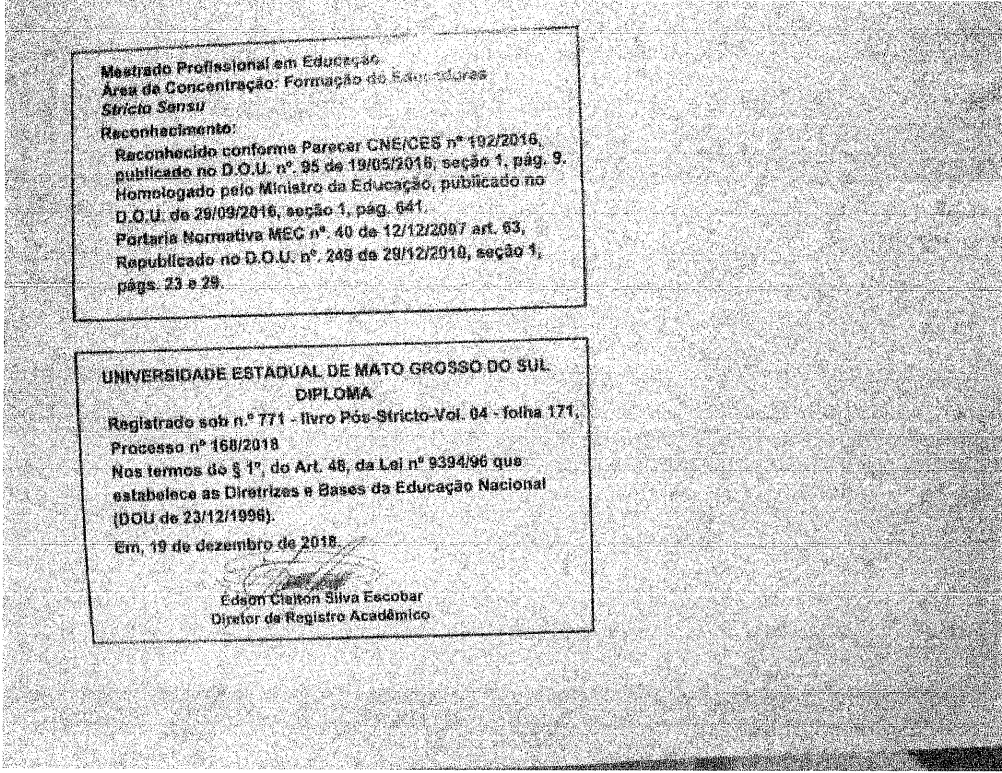 Mestrado Profissional em Educação
Área de Concentração: Formação de Educadores
Stricto Sensu
Reconhecimento:
Reconhecido conforme Parecer CNE/CES nº 192/2016,
publicado no D.O.U. nº. 95 de 19/05/2016, seção 1, pág. 9.
Homologado pelo Ministro da Educação, publicado no
D.O.U. de 29/09/2016, seção 1, pág. 641.
Portaria Normativa MEC nº. 40 de 12/12/2007 art. 63,
Republicado no D.O.U. nº. 249 de 29/12/2010, seção 1,
págs. 23 e 29.
UNIVERSIDADE ESTADUAL DE MATO GROSSO DO SUL
DIPLOMA
Registrado sob n.º 771 - livro Pós-Stricto-Vol. 04 - folha 171,
Processo nº 168/2018
Nos termos do § 1º, do Art. 48, da Lei nº 9394/96 que
estabelece as Diretrizes e Bases da Educação Nacional
(DOU de 23/12/1996).
Em, 19 de dezembro de 2018.
Edson Cleiton Silva Escobar
Diretor de Registro Acadêmico